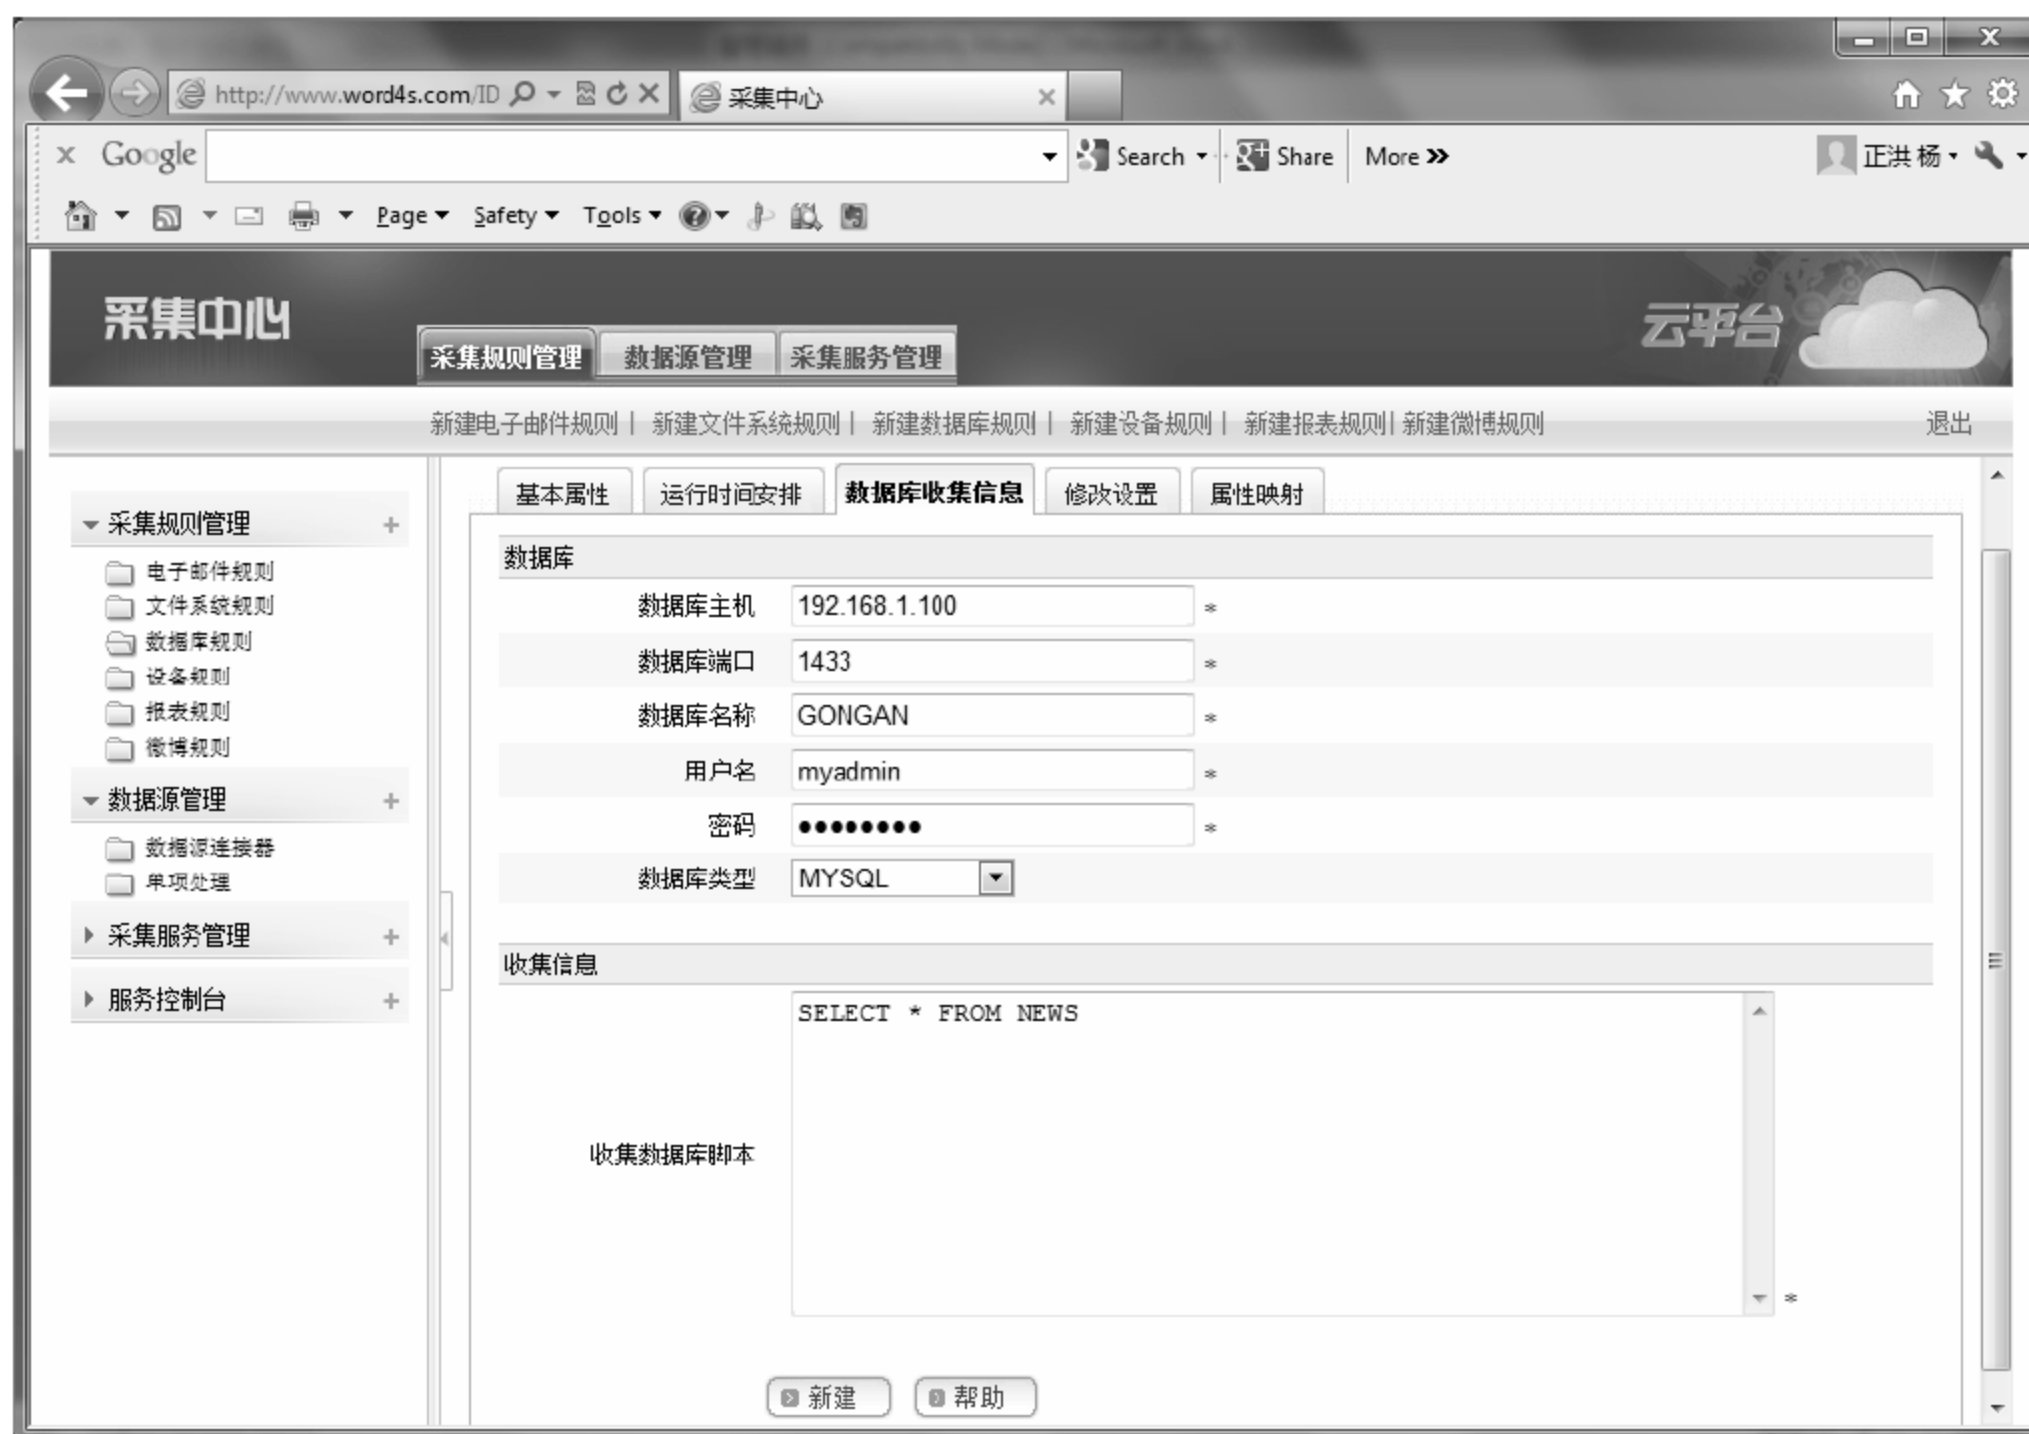 http://www.word4s.com/ID
采集中心
Google
Search
Share
More »
正洪 杨
Page
Safety
Tools
采集中心
云平台
采集规则管理
数据源管理
采集服务管理
新建电子邮件规则 | 新建文件系统规则 | 新建数据库规则 | 新建设备规则 | 新建报表规则 | 新建微博规则
退出
采集规则管理
电子邮件规则
文件系统规则
数据库规则
设备规则
报表规则
微博规则
数据源管理
数据源连接器
单项处理
采集服务管理
服务控制台
基本属性
运行时间安排
数据库收集信息
修改设置
属性映射
数据库
数据库主机 192.168.1.100 *
数据库端口 1433 *
数据库名称 GONGAN *
用户名 myadmin *
密码 ●●●●●●●● *
数据库类型 MYSQL
收集信息
SELECT * FROM NEWS
收集数据库脚本
*
新建
帮助